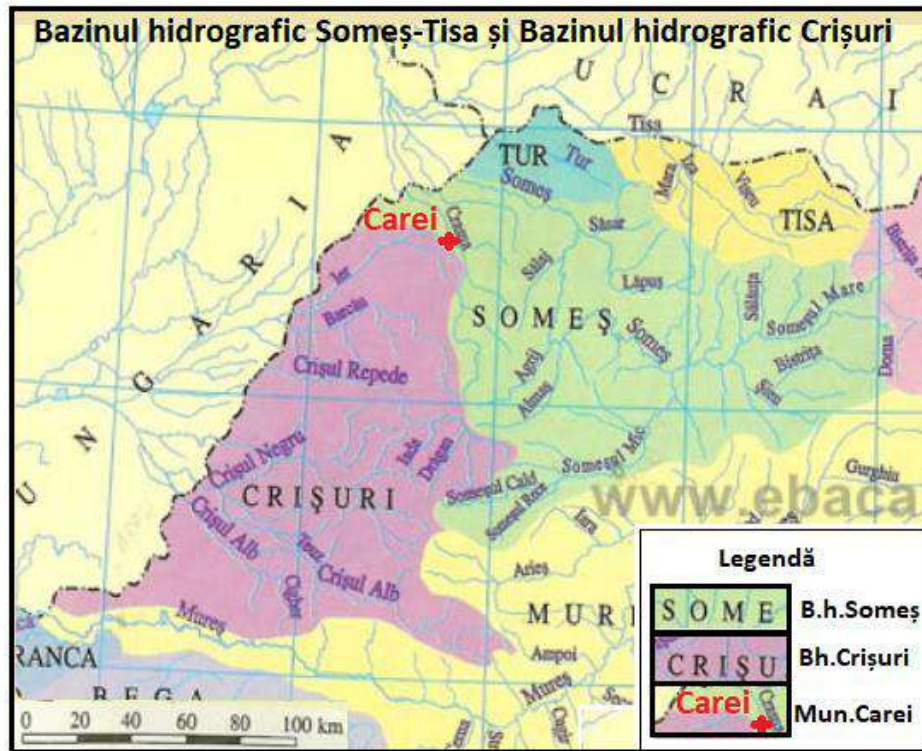 Bazinul hidrografic Someș-Tisa și Bazinul hidrografic Crișuri
U C R A I
U N G A R I A
Tisa
TUR
Tur
Someș
Mara
Iza
Vișeu
TISA
Bistrița
Carei
Crasna
Săsar
Sălaj
Lăpuș
Ier
Barcău
S O M E Ș
Someș
Sălăuța
Someșul Mare
Bistrița
Șieu
Dorna
Agrij
Almaș
Crișul Repede
Iada
Drăgan
Someșul Mic
Someșul Cald
Someșul Rece
Gurghiu
www.ebaca
Crișul Negru
C R I Ș U R I
Crișul Alb
Teuz
Crișul Alb
Cigher
Iara
Arieș
M U R E
Mureș
Ampoi
Mureș
Cugir
RANCA
B E G A
0 20 40 60 80 100 km
Legendă
S O M E B.h.Someș
C R I Ș U Bh.Crișuri
Carei Mun.Carei